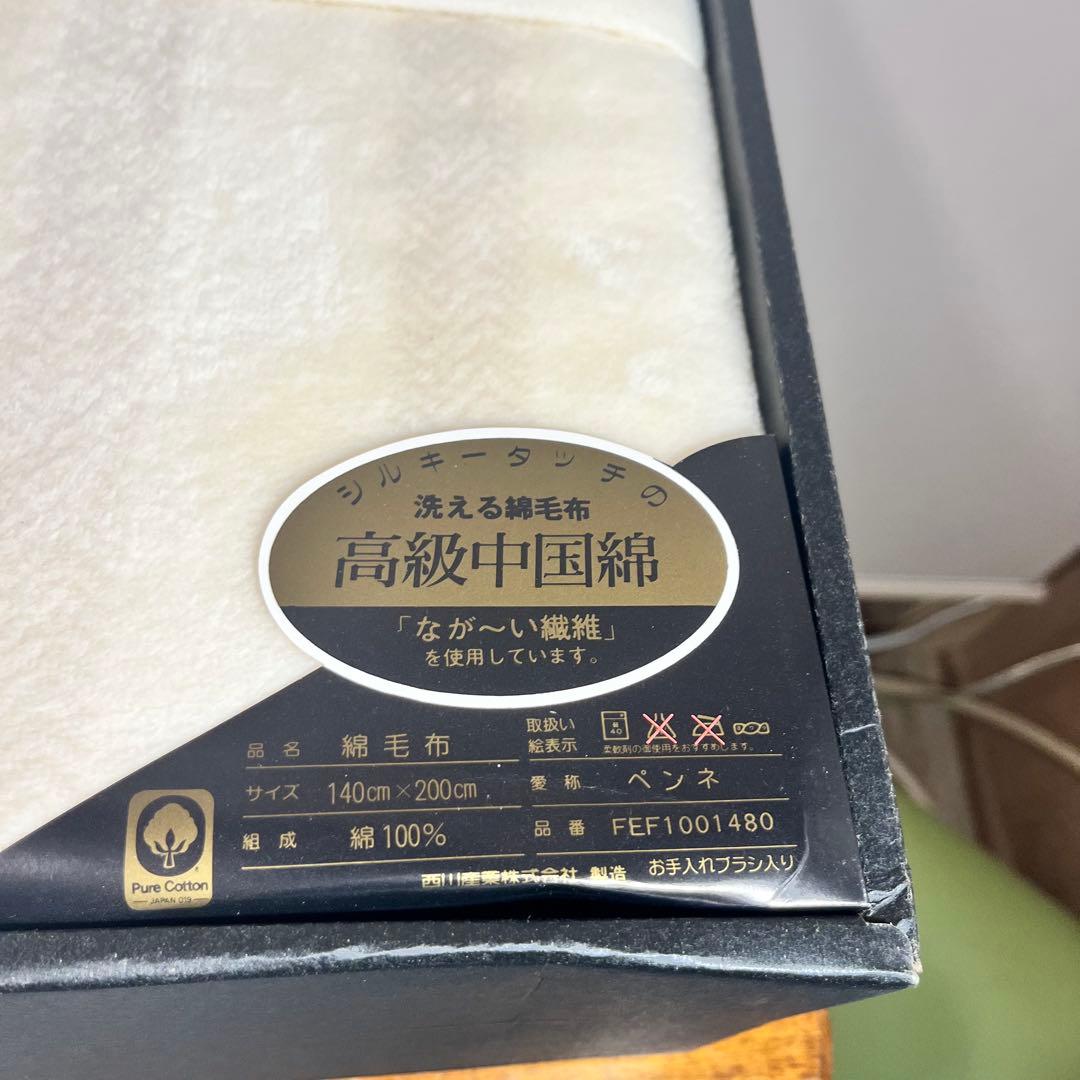 シルキータッチの
洗える綿毛布
高級中国綿
「なが〜い繊維」
を使用しています。
品名 綿毛布
サイズ 140cm×200cm
組成 綿100%
取扱い
絵表示
40
柔軟剤の御使用をおすすめします。
愛称 ペンネ
品番 FEF1001480
西川産業株式会社 製造 お手入れブラシ入り
Pure Cotton
JAPAN 019